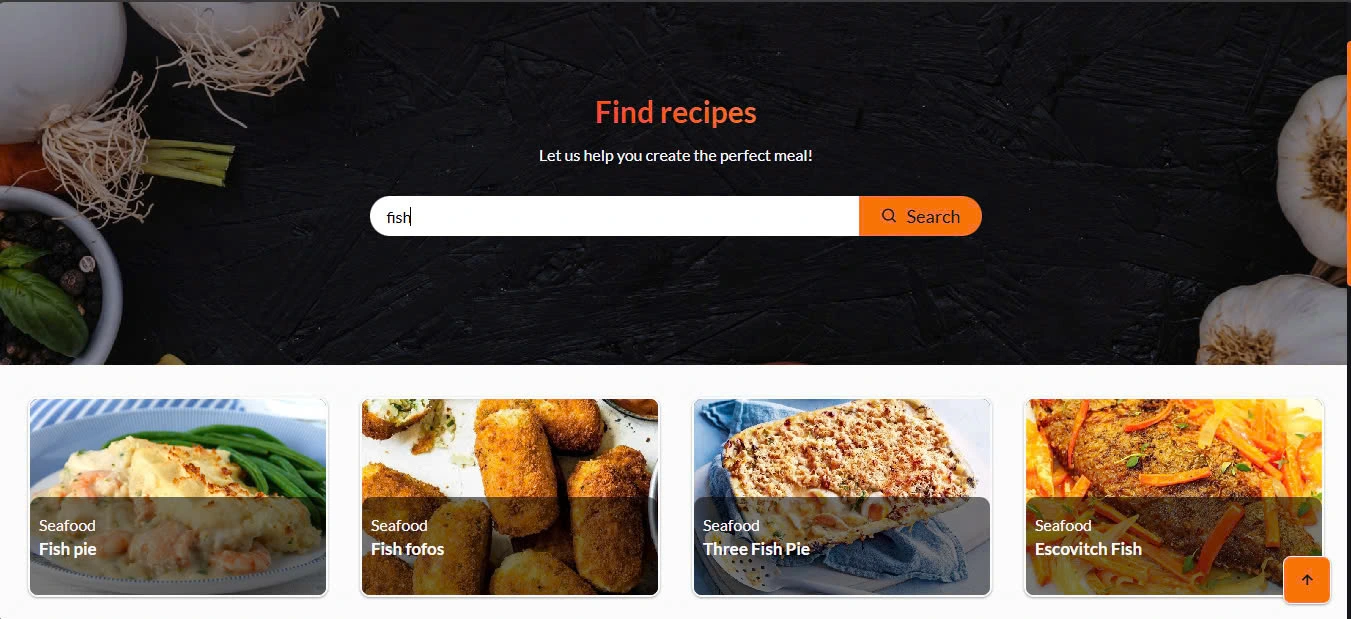 Find recipes
Let us help you create the perfect meal!
fish
Search
Seafood
Fish pie
Seafood
Fish fofos
Seafood
Three Fish Pie
Seafood
Escovitch Fish